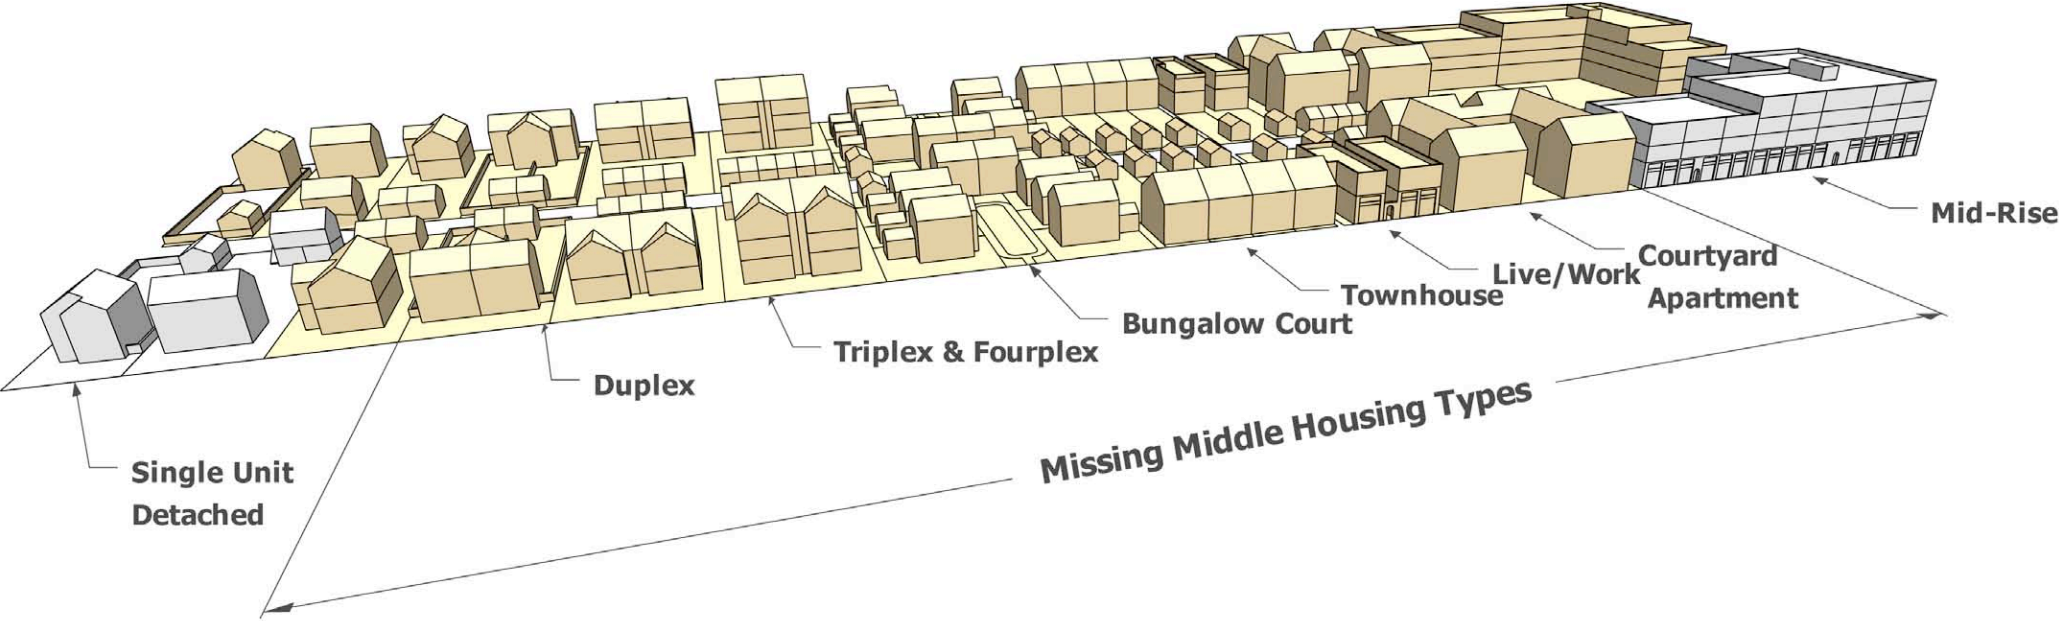 Single Unit
Detached
Duplex
Triplex & Fourplex
Bungalow Court
Townhouse
Live/Work
Courtyard
Apartment
Mid-Rise
Missing Middle Housing Types